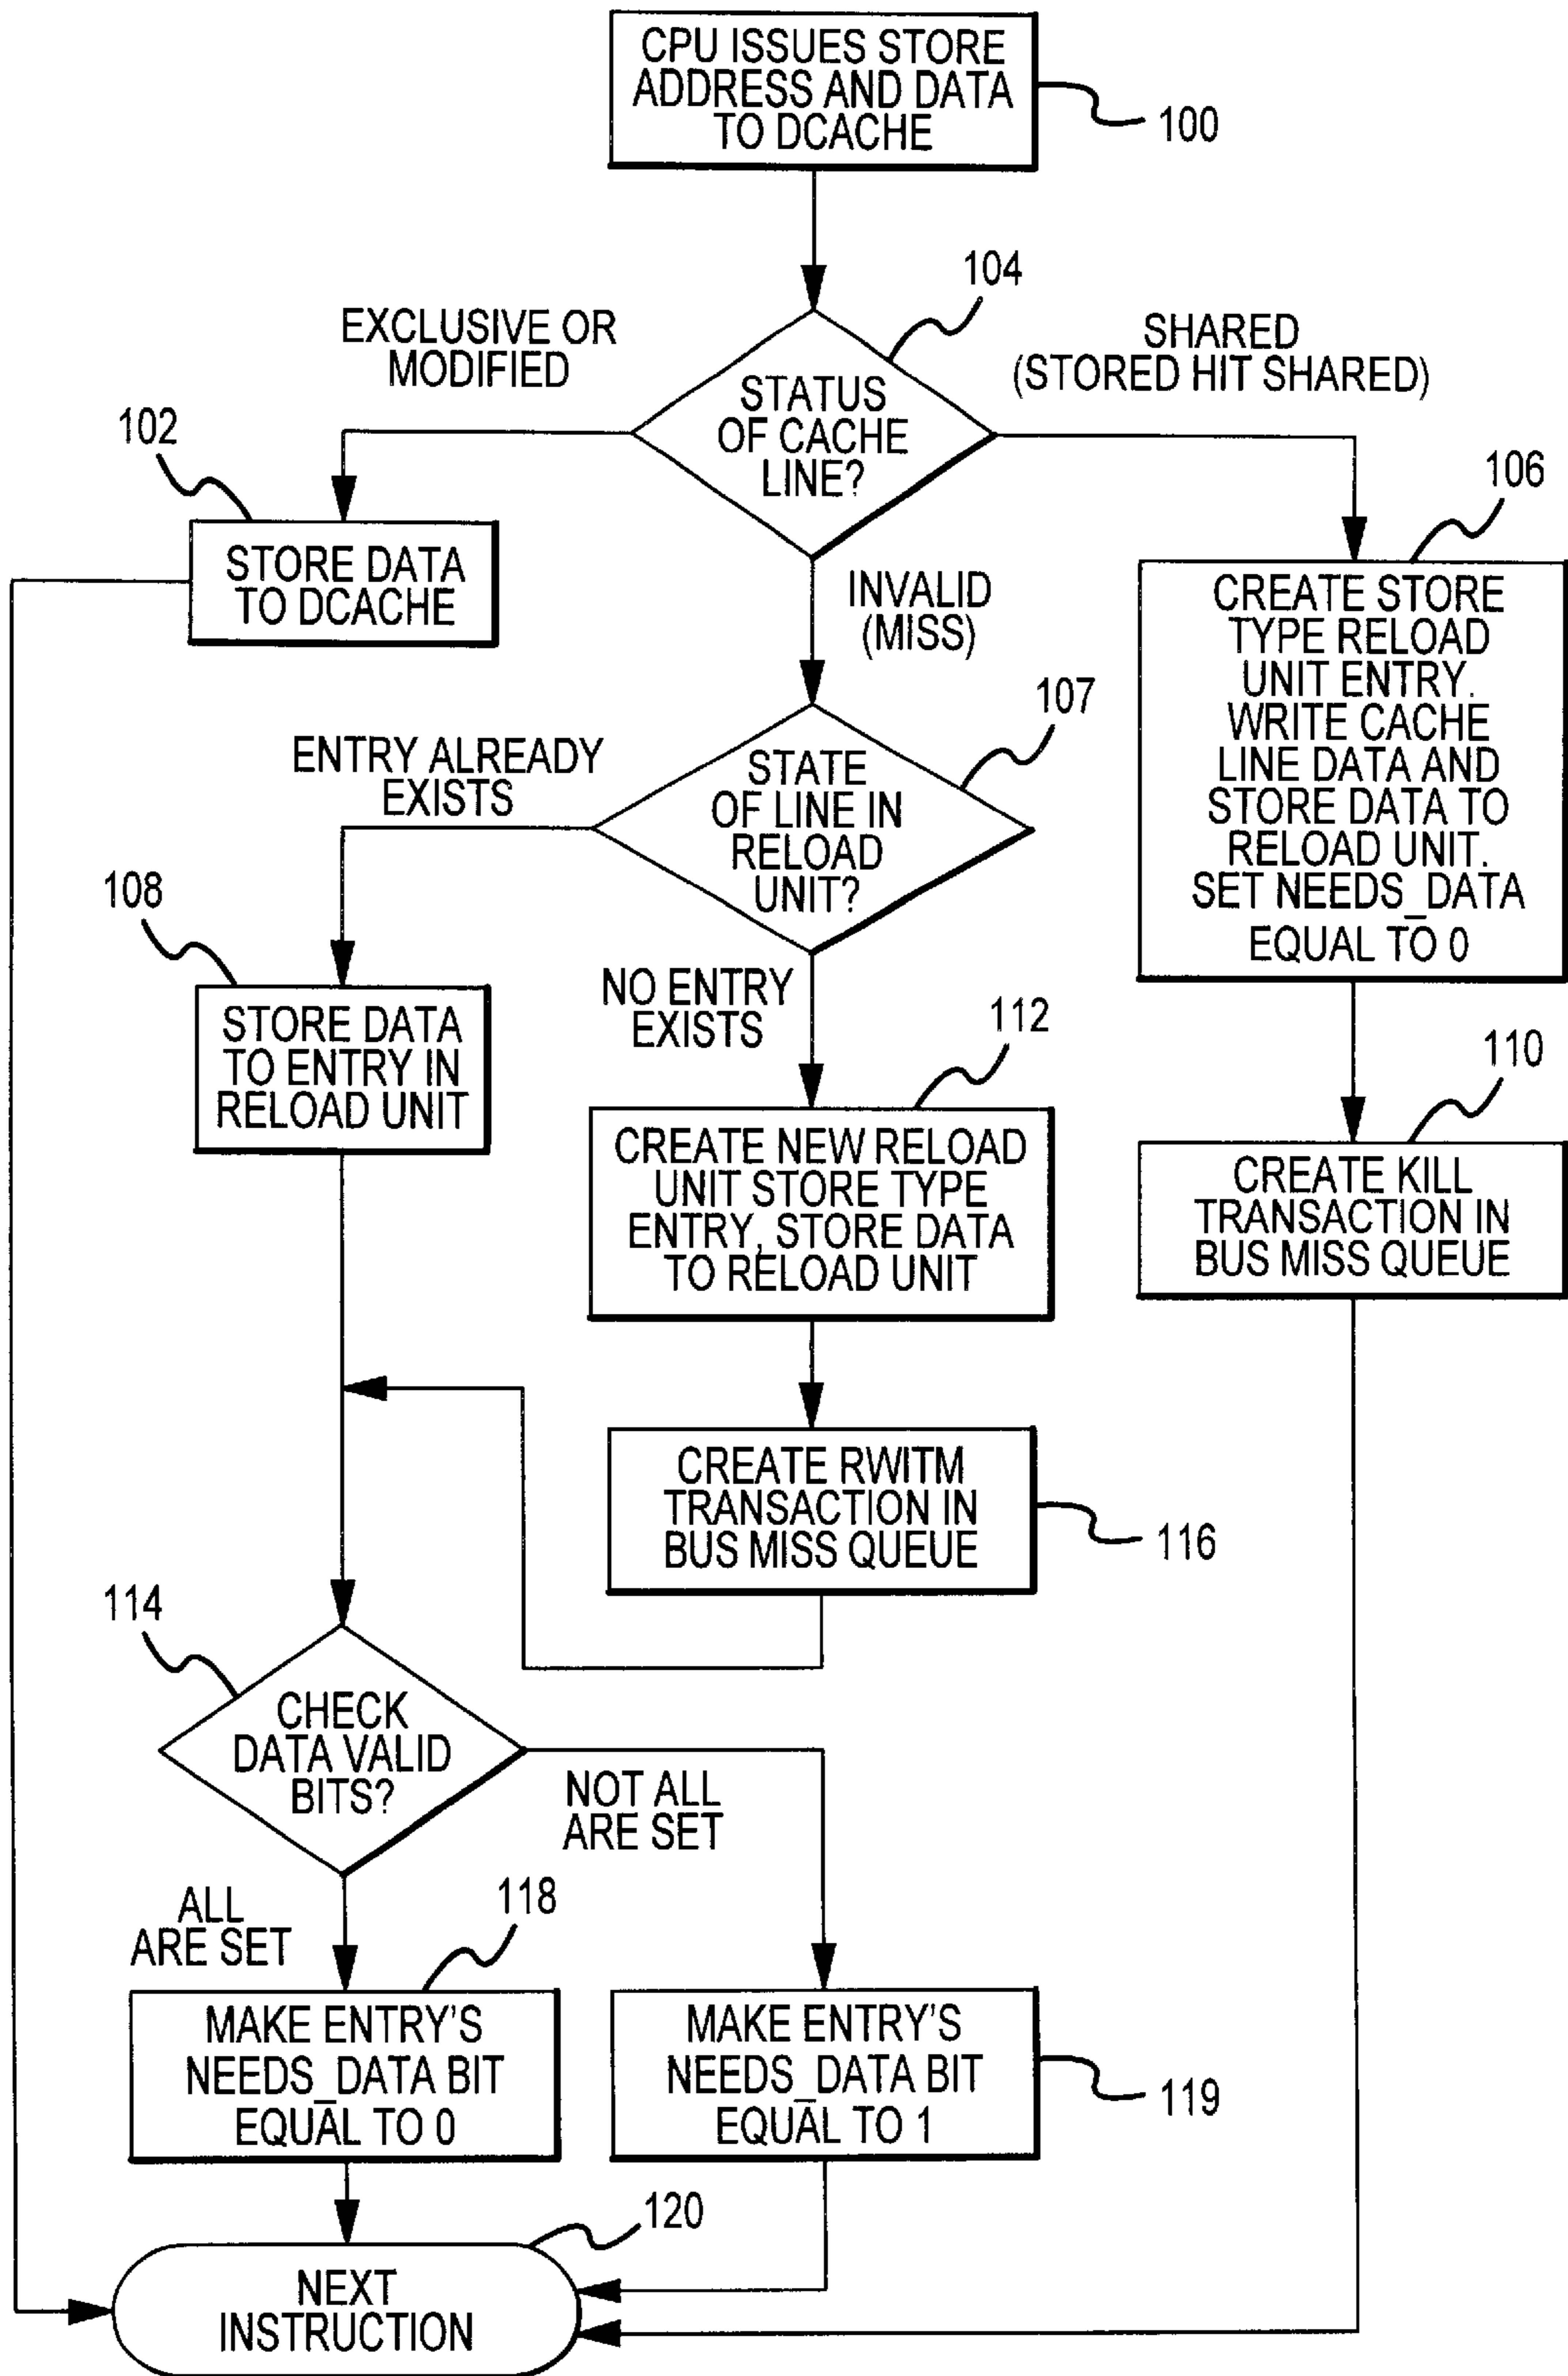 CPU ISSUES STORE
ADDRESS AND DATA
TO DCACHE
100
104
EXCLUSIVE OR
MODIFIED
SHARED
(STORED HIT SHARED)
STATUS
OF CACHE
LINE?
102
STORE DATA
TO DCACHE
INVALID
(MISS)
106
CREATE STORE
TYPE RELOAD
UNIT ENTRY.
WRITE CACHE
LINE DATA AND
STORE DATA TO
RELOAD UNIT.
SET NEEDS_DATA
EQUAL TO 0
107
ENTRY ALREADY
EXISTS
STATE
OF LINE IN
RELOAD
UNIT?
108
STORE DATA
TO ENTRY IN
RELOAD UNIT
NO ENTRY
EXISTS
112
CREATE NEW RELOAD
UNIT STORE TYPE
ENTRY, STORE DATA
TO RELOAD UNIT
110
CREATE KILL
TRANSACTION IN
BUS MISS QUEUE
CREATE RWITM
TRANSACTION IN
BUS MISS QUEUE
116
114
CHECK
DATA VALID
BITS?
NOT ALL
ARE SET
ALL
ARE SET
118
MAKE ENTRY'S
NEEDS_DATA BIT
EQUAL TO 0
MAKE ENTRY'S
NEEDS_DATA BIT
EQUAL TO 1
119
120
NEXT
INSTRUCTION